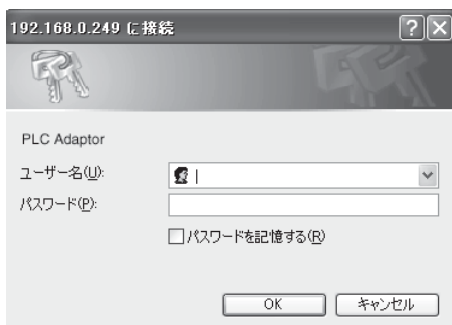 192.168.0.249 に接続
PLC Adaptor
ユーザー名(U):
パスワード(P):
パスワードを記憶する(R)
OK
キャンセル